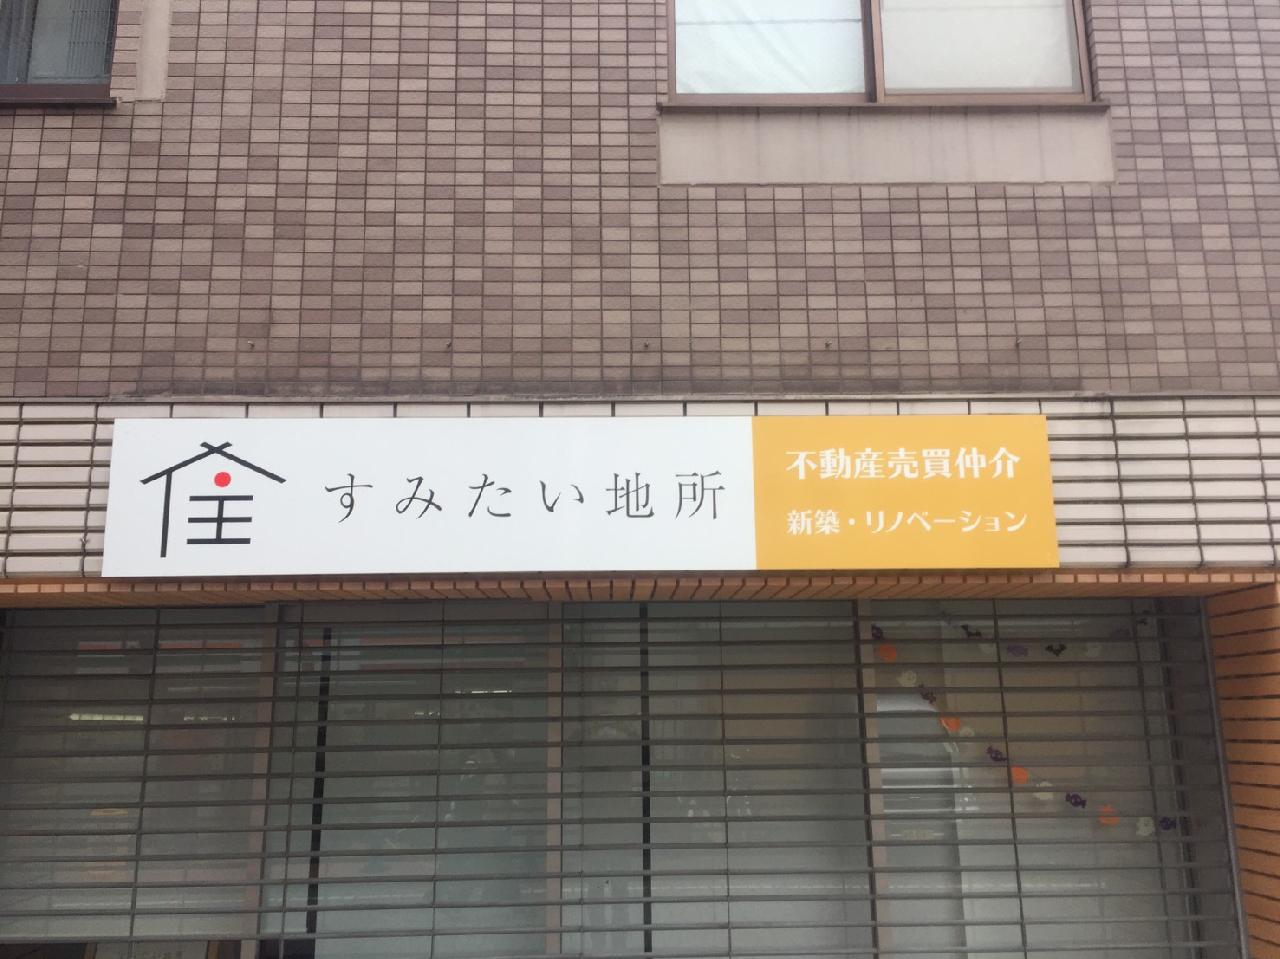 住 すみたい地所
不動産売買仲介
新築・リノベーション